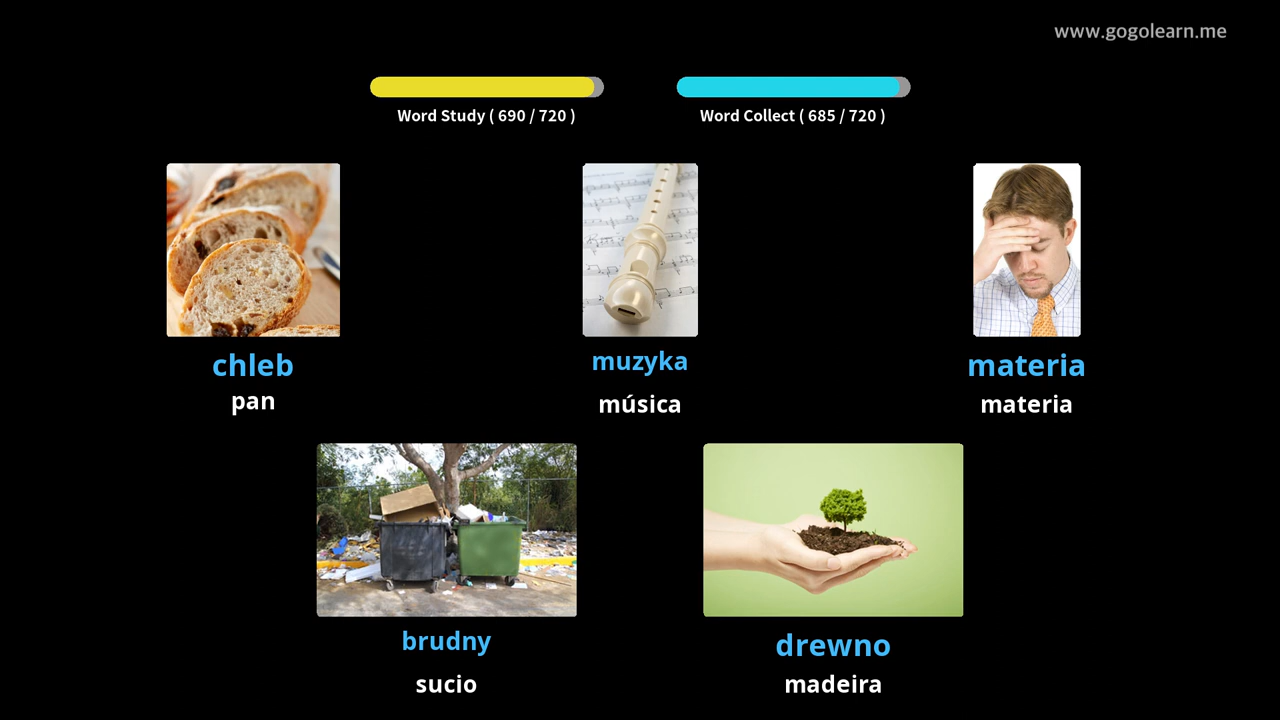 www.gogolearn.me
Word Study ( 690 / 720 )
Word Collect ( 685 / 720 )
chleb
pan
muzyka
música
materia
materia
brudny
sucio
drewno
madeira